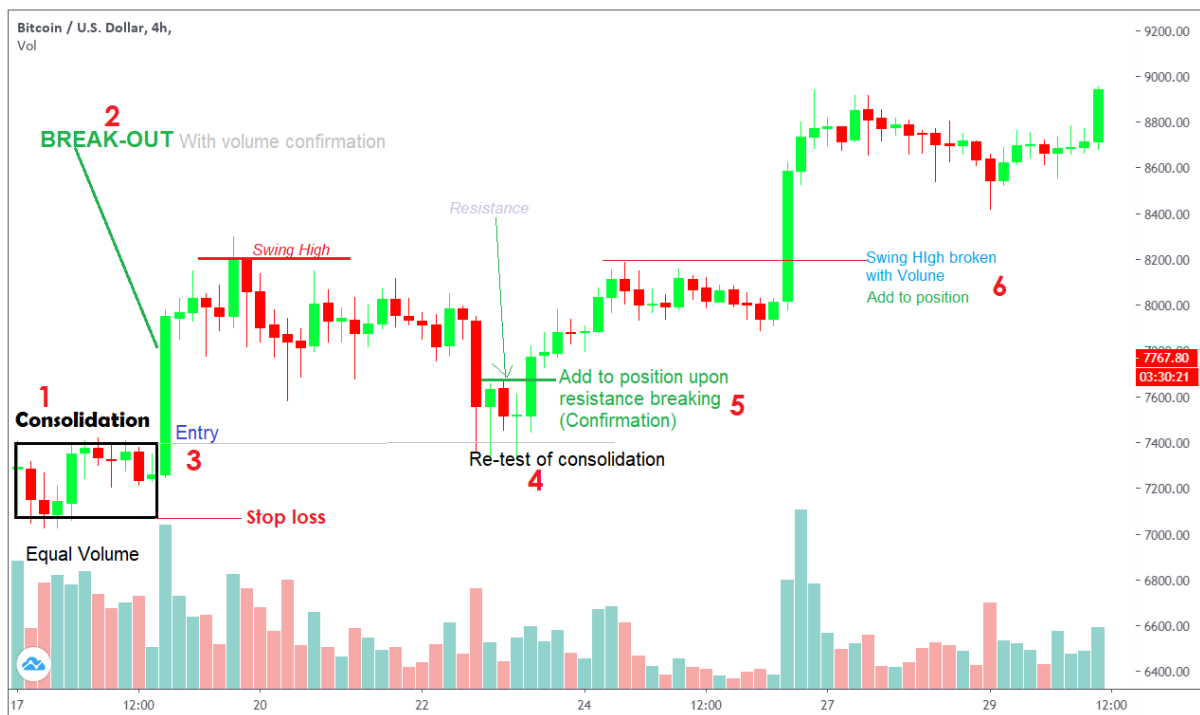 Bitcoin / U.S. Dollar, 4h,
Vol
2
BREAK-OUT With volume confirmation
Resistance
Swing High
Swing HIgh broken
with Volune
Add to position
6
1
Consolidation
Entry
3
Add to position upon
resistance breaking
(Confirmation)
5
Re-test of consolidation
4
Stop loss
Equal Volume
9200.00
9000.00
8800.00
8600.00
8400.00
8200.00
8000.00
7767.80
03:30:21
7600.00
7400.00
7200.00
7000.00
6800.00
6600.00
6400.00
17 12:00 20 22 24 12:00 27 29 12:00